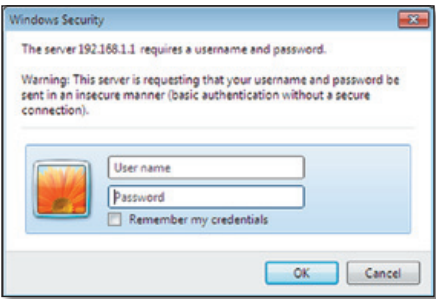 Windows Security
The server 192.168.1.1 requires a username and password.
Warning: This server is requesting that your username and password be
sent in an insecure manner (basic authentication without a secure
connection).
User name
Password
Remember my credentials
OK
Cancel